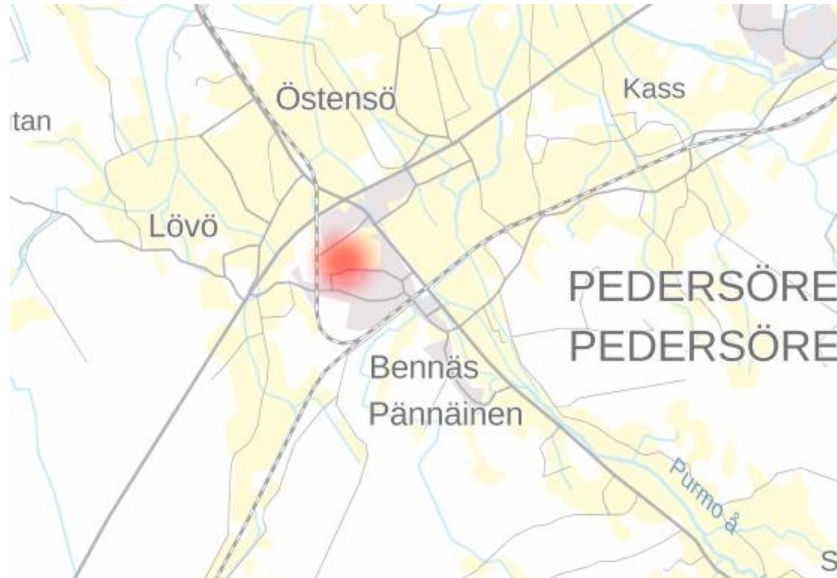 Östensö
Kass
tan
Lövö
PEDERSÖRE
PEDERSÖRE
Bennäs
Pännäinen
Purmo å
S